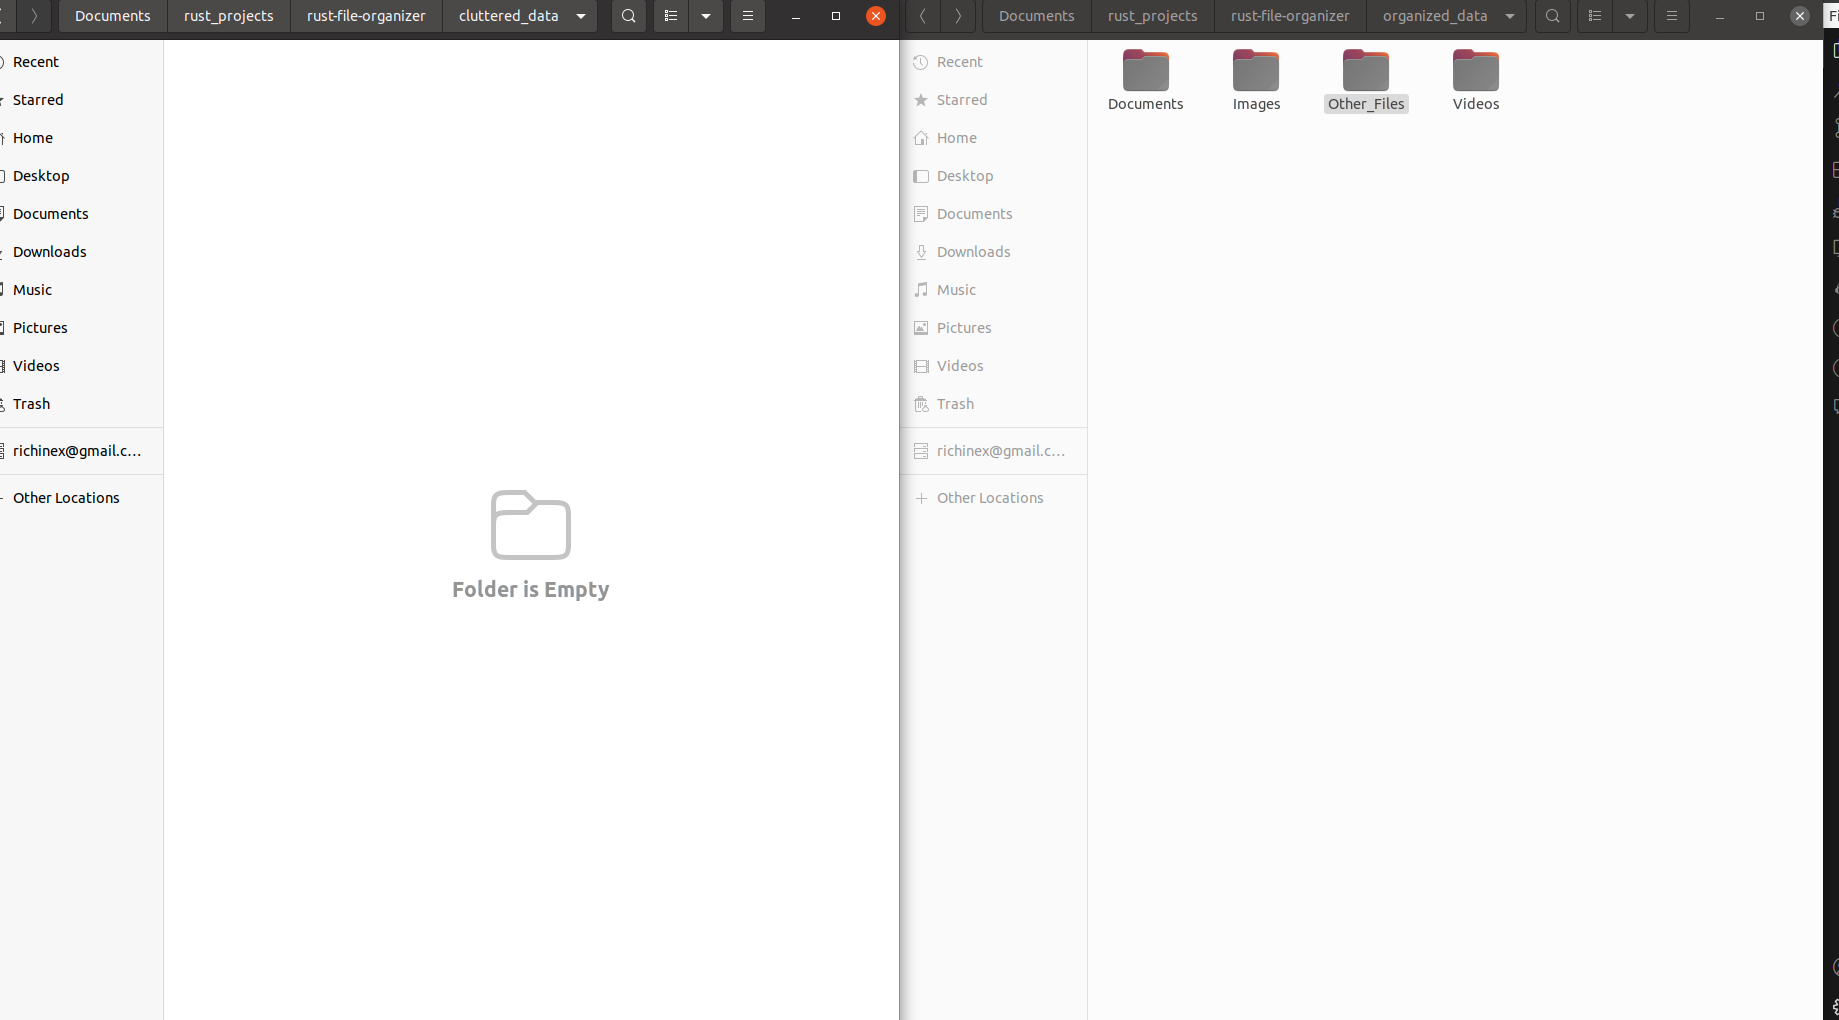 Documents rust_projects rust-file-organizer cluttered_data
Recent
Starred
Home
Desktop
Documents
Downloads
Music
Pictures
Videos
Trash
richinex@gmail.c...
Other Locations
Folder is Empty
Documents rust_projects rust-file-organizer organized_data
Recent
Starred
Home
Desktop
Documents
Downloads
Music
Pictures
Videos
Trash
richinex@gmail.c...
Other Locations
Documents Images Other_Files Videos